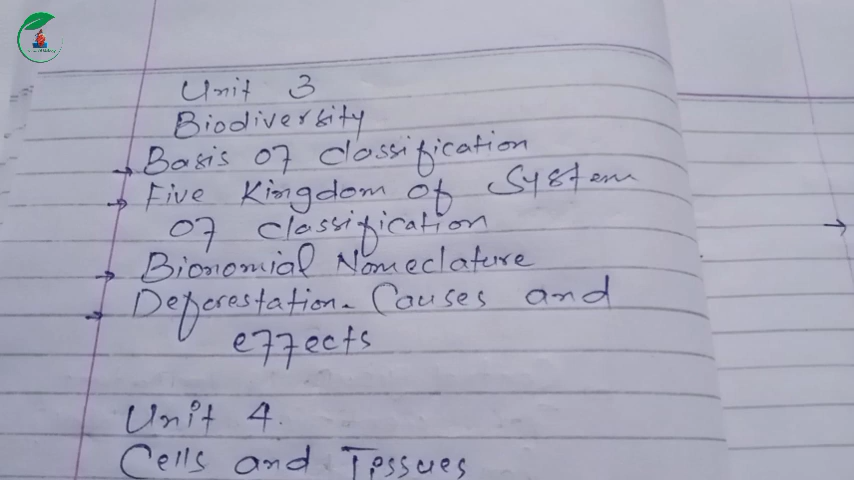 Unit 3
Biodiversity
→ Basis of classification
→ Five Kingdom of System
of classification
→ Bionomial Nomeclature
→ Deforestation - Causes and
effects
Unit 4.
Cells and Tissues